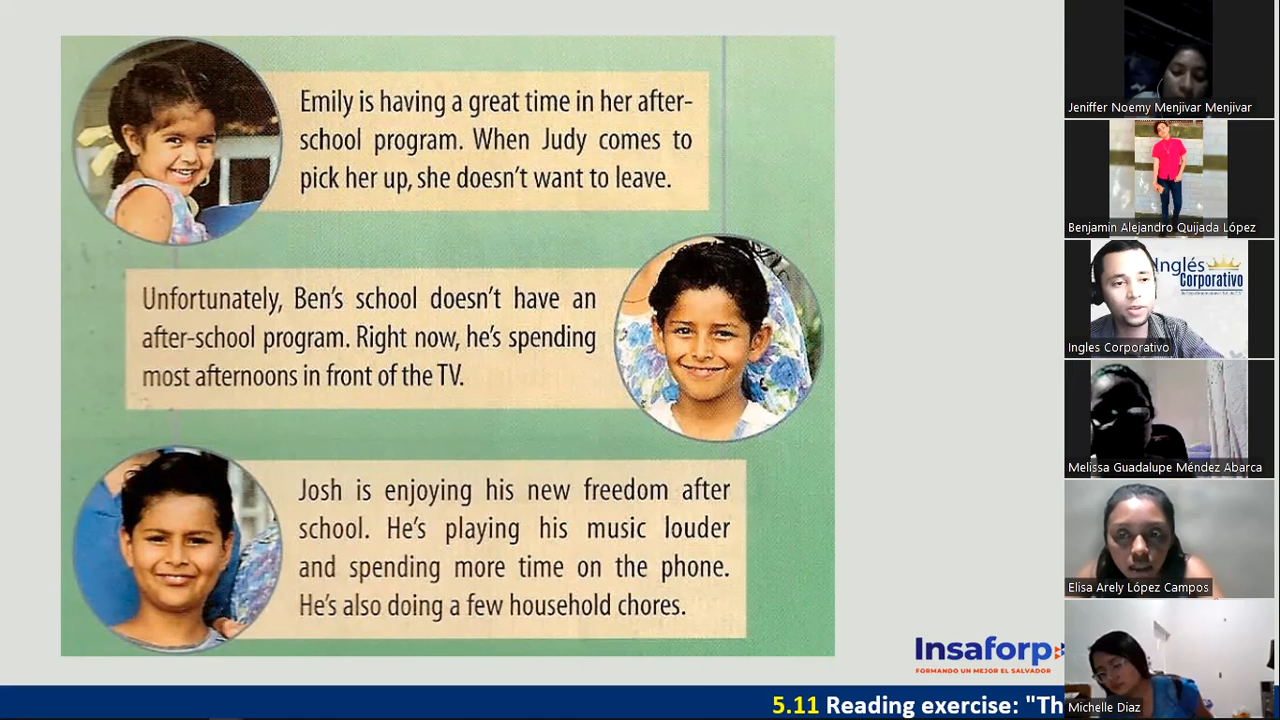 Emily is having a great time in her after-
school program. When Judy comes to
pick her up, she doesn't want to leave.
Unfortunately, Ben's school doesn't have an
after-school program. Right now, he's spending
most afternoons in front of the TV.
Josh is enjoying his new freedom after
school. He's playing his music louder
and spending more time on the phone.
He's also doing a few household chores.
Insaforp
FORMANDO UN MEJOR EL SALVADOR
5.11 Reading exercise: "Th
Jeniffer Noemy Menjivar Menjivar
Benjamin Alejandro Quijada López
Inglés
Corporativo
Ingles Corporativo
Melissa Guadalupe Méndez Abarca
Elisa Arely López Campos
Michelle Diaz